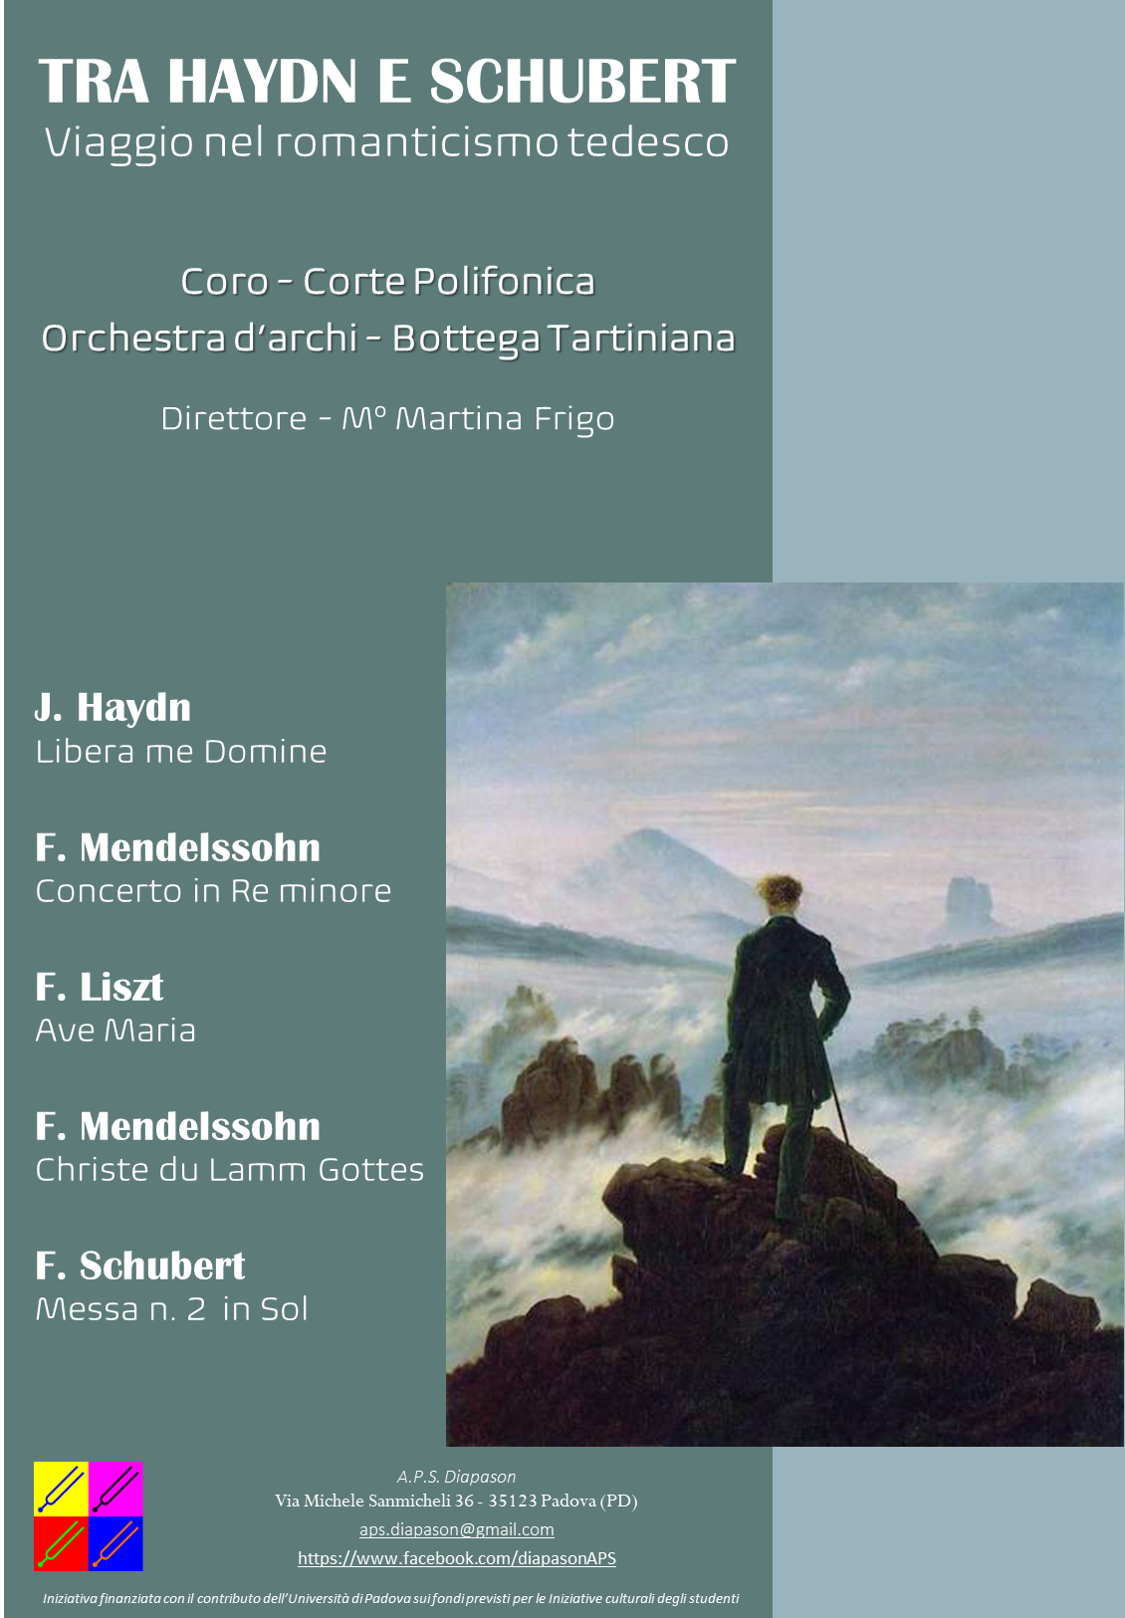 TRA HAYDN E SCHUBERT
Viaggio nel romanticismo tedesco
Coro - Corte Polifonica
Orchestra d'archi - Bottega Tartiniana
Direttore - Mº Martina Frigo
J. Haydn
Libera me Domine
F. Mendelssohn
Concerto in Re minore
F. Liszt
Ave Maria
F. Mendelssohn
Christe du Lamm Gottes
F. Schubert
Messa n. 2 in Sol
A.P.S. Diapason
Via Michele Sanmicheli 36 - 35123 Padova (PD)
aps.diapason@gmail.com
https://www.facebook.com/diapasonAPS
Iniziativa finanziata con il contributo dell'Università di Padova sui fondi previsti per le Iniziative culturali degli studenti